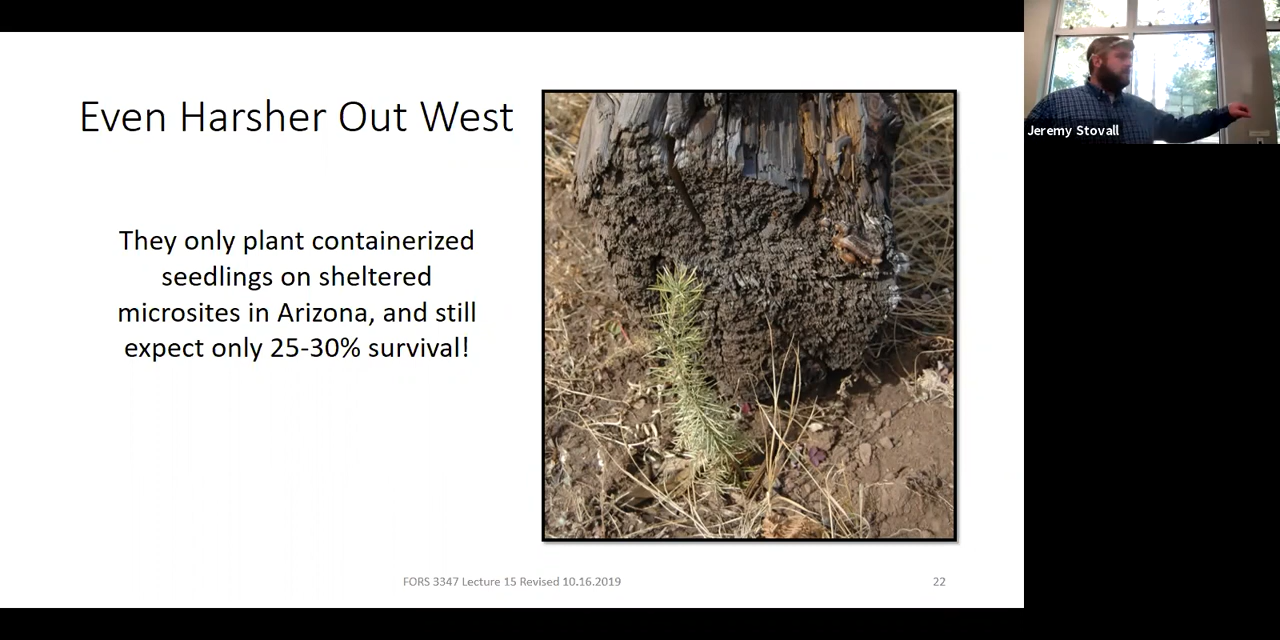 Even Harsher Out West
They only plant containerized
seedlings on sheltered
microsites in Arizona, and still
expect only 25-30% survival!
FORS 3347 Lecture 15 Revised 10.16.2019
22
Jeremy Stovall